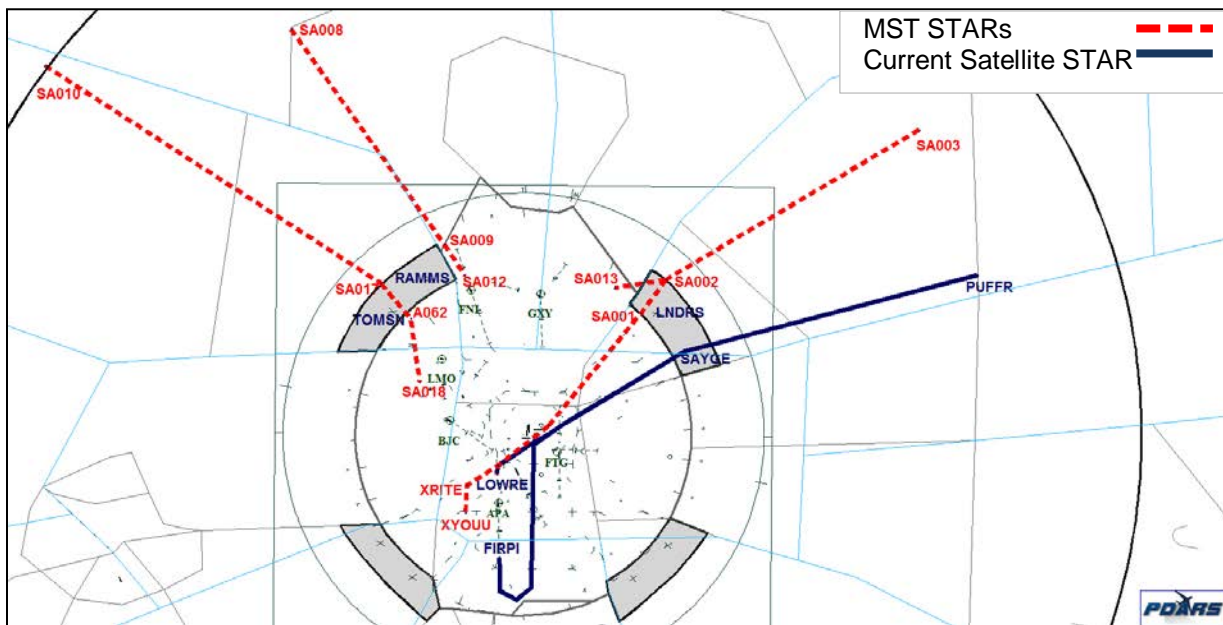 MST STARs
Current Satellite STAR
SA008
SA010
SA003
SA009
RAMMS
SA012
SA013
SA002
PUFFR
SA017
TOMSN
A062
FNL
GXY
SA001
LNDRS
SAYGE
LMO
SA018
BJC
FTG
LOWRE
XRITE
APA
XYOUU
FIRPI
PDARS